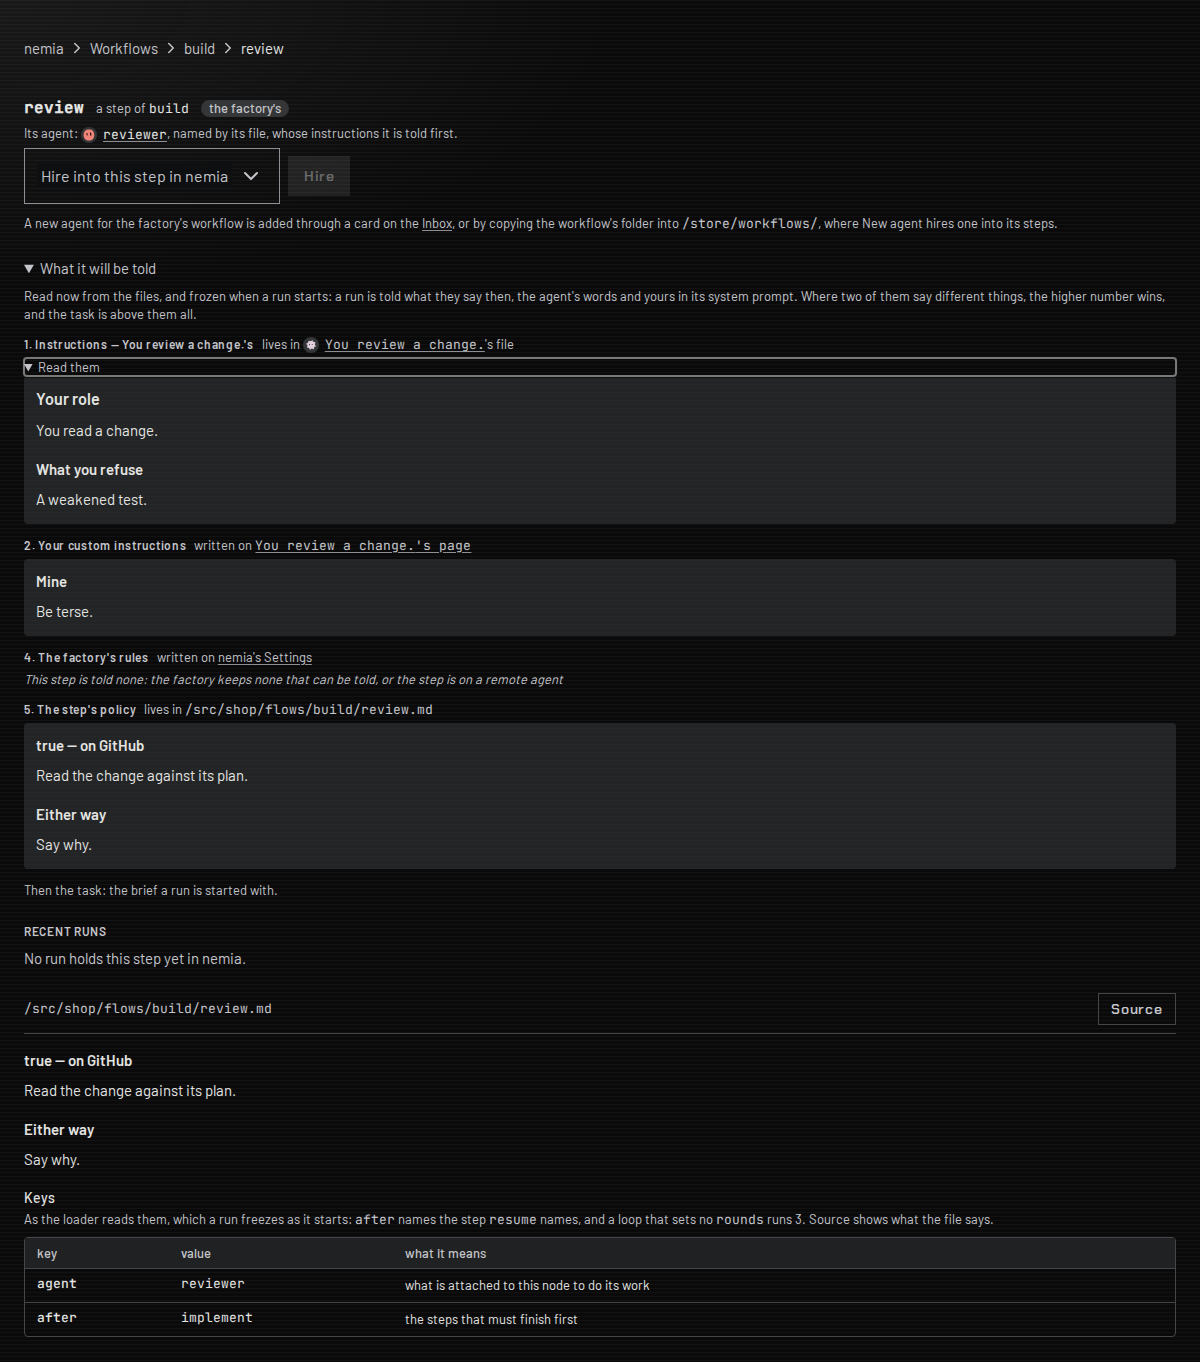 nemia > Workflows > build > review
review a step of build the factory's
Its agent: reviewer, named by its file, whose instructions it is told first.
Hire into this step in nemia Hire
A new agent for the factory's workflow is added through a card on the Inbox, or by copying the workflow's folder into /store/workflows/, where New agent hires one into its steps.
▼ What it will be told
Read now from the files, and frozen when a run starts: a run is told what they say then, the agent's words and yours in its system prompt. Where two of them say different things, the higher number wins,
and the task is above them all.
1. Instructions — You review a change.'s lives in You review a change.'s file
▼ Read them
Your role
You read a change.
What you refuse
A weakened test.
2. Your custom instructions written on You review a change.'s page
Mine
Be terse.
4. The factory's rules written on nemia's Settings
This step is told none: the factory keeps none that can be told, or the step is on a remote agent
5. The step's policy lives in /src/shop/flows/build/review.md
true — on GitHub
Read the change against its plan.
Either way
Say why.
Then the task: the brief a run is started with.
RECENT RUNS
No run holds this step yet in nemia.
/src/shop/flows/build/review.md Source
true — on GitHub
Read the change against its plan.
Either way
Say why.
Keys
As the loader reads them, which a run freezes as it starts: after names the step resume names, and a loop that sets no rounds runs 3. Source shows what the file says.
key value what it means
agent reviewer what is attached to this node to do its work
after implement the steps that must finish first